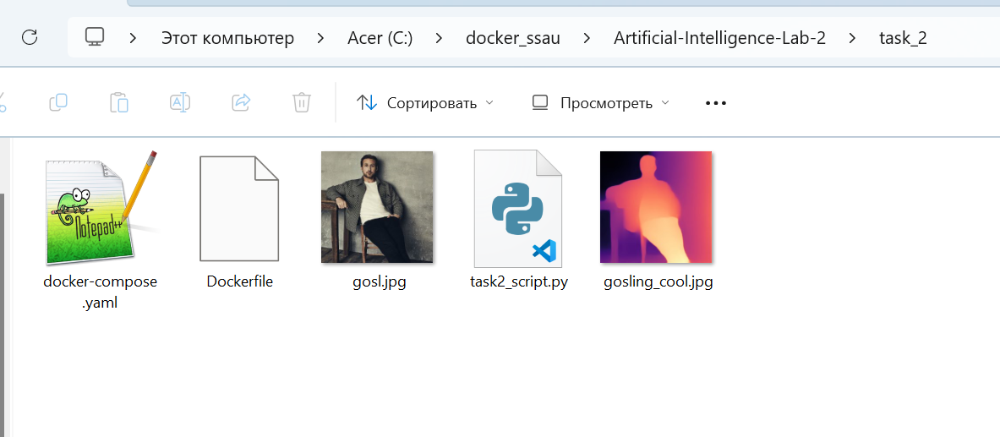 Этот компьютер > Acer (C:) > docker_ssau > Artificial-Intelligence-Lab-2 > task_2
Сортировать Просмотреть
Notepad++
docker-compose
.yaml
Dockerfile
gosl.jpg
task2_script.py
gosling_cool.jpg